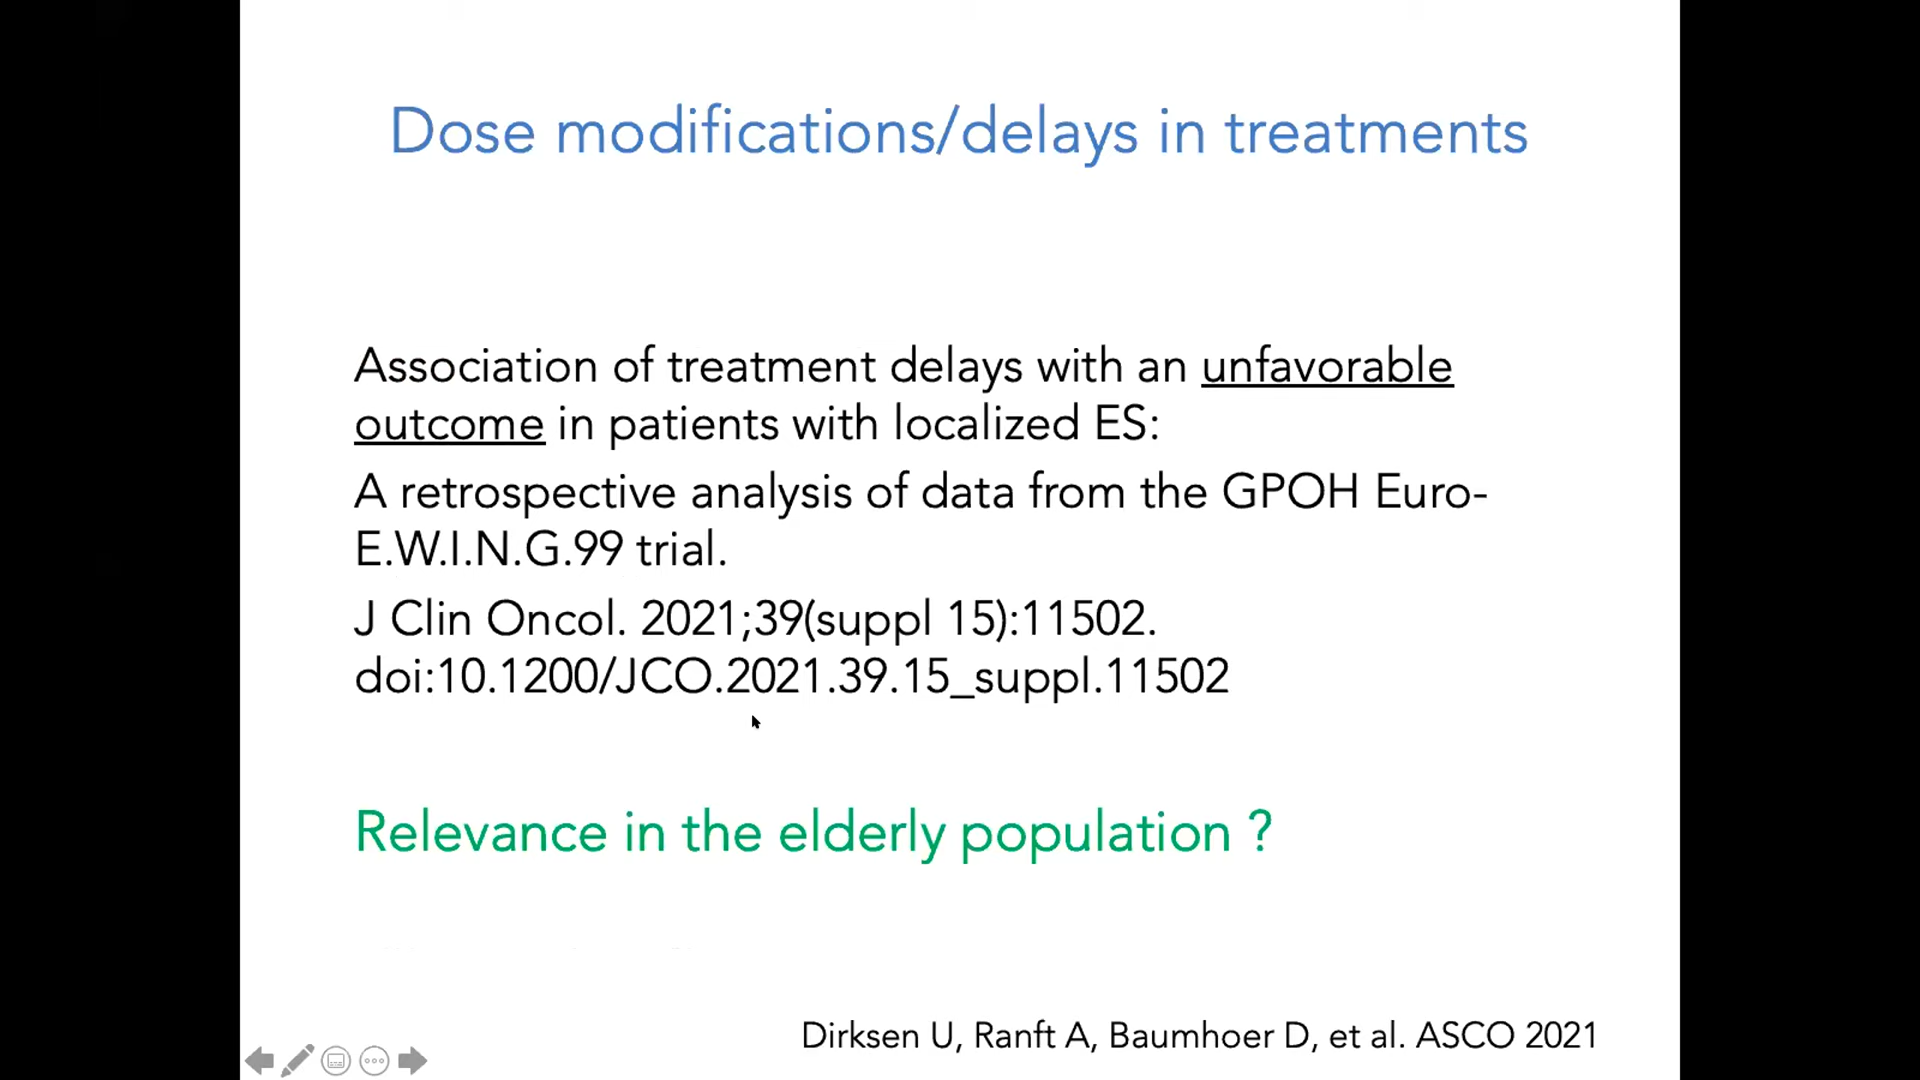 Dose modifications/delays in treatments
Association of treatment delays with an unfavorable
outcome in patients with localized ES:
A retrospective analysis of data from the GPOH Euro-
E.W.I.N.G.99 trial.
J Clin Oncol. 2021;39(suppl 15):11502.
doi:10.1200/JCO.2021.39.15_suppl.11502
Relevance in the elderly population ?
Dirksen U, Ranft A, Baumhoer D, et al. ASCO 2021